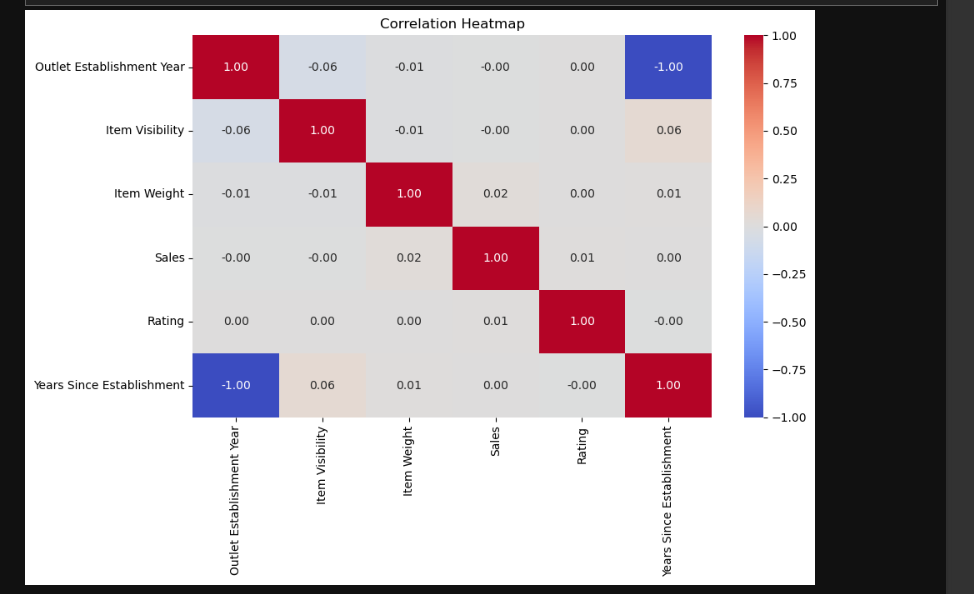 Correlation Heatmap
Outlet Establishment Year 1.00 -0.06 -0.01 -0.00 0.00 -1.00
Item Visibility -0.06 1.00 -0.01 -0.00 0.00 0.06
Item Weight -0.01 -0.01 1.00 0.02 0.00 0.01
Sales -0.00 -0.00 0.02 1.00 0.01 0.00
Rating 0.00 0.00 0.00 0.01 1.00 -0.00
Years Since Establishment -1.00 0.06 0.01 0.00 -0.00 1.00
Outlet Establishment Year
Item Visibility
Item Weight
Sales
Rating
Years Since Establishment
1.00
0.75
0.50
0.25
0.00
−0.25
−0.50
−0.75
−1.00